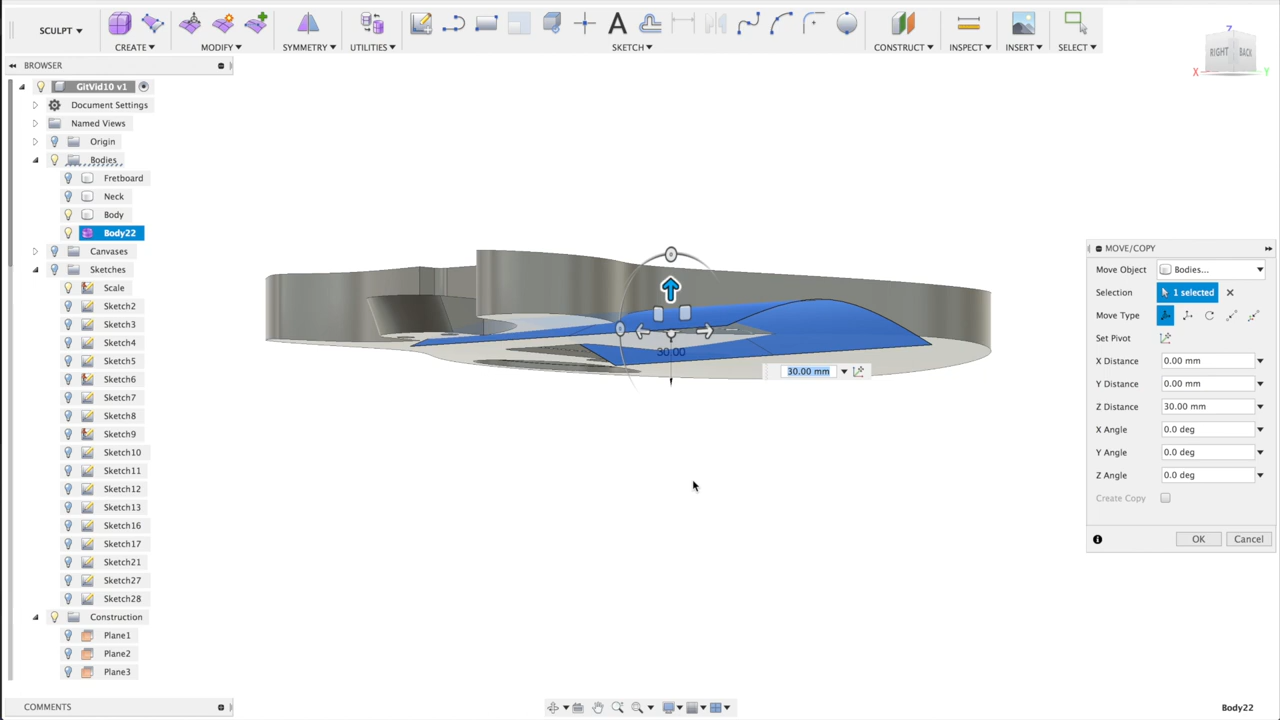 SCULPT
CREATE
MODIFY
SYMMETRY
UTILITIES
SKETCH
CONSTRUCT
INSPECT
INSERT
SELECT
Z
RIGHT
BACK
X
Y
BROWSER
GitVid10 v1
Document Settings
Named Views
Origin
Bodies
Fretboard
Neck
Body
Body22
Canvases
Sketches
Scale
Sketch2
Sketch3
Sketch4
Sketch5
Sketch6
Sketch7
Sketch8
Sketch9
Sketch10
Sketch11
Sketch12
Sketch13
Sketch16
Sketch17
Sketch21
Sketch27
Sketch28
Construction
Plane1
Plane2
Plane3
30.00
30.00 mm
MOVE/COPY
Move Object Bodies...
Selection 1 selected
Move Type
Set Pivot
X Distance 0.00 mm
Y Distance 0.00 mm
Z Distance 30.00 mm
X Angle 0.0 deg
Y Angle 0.0 deg
Z Angle 0.0 deg
Create Copy
OK Cancel
COMMENTS
Body22